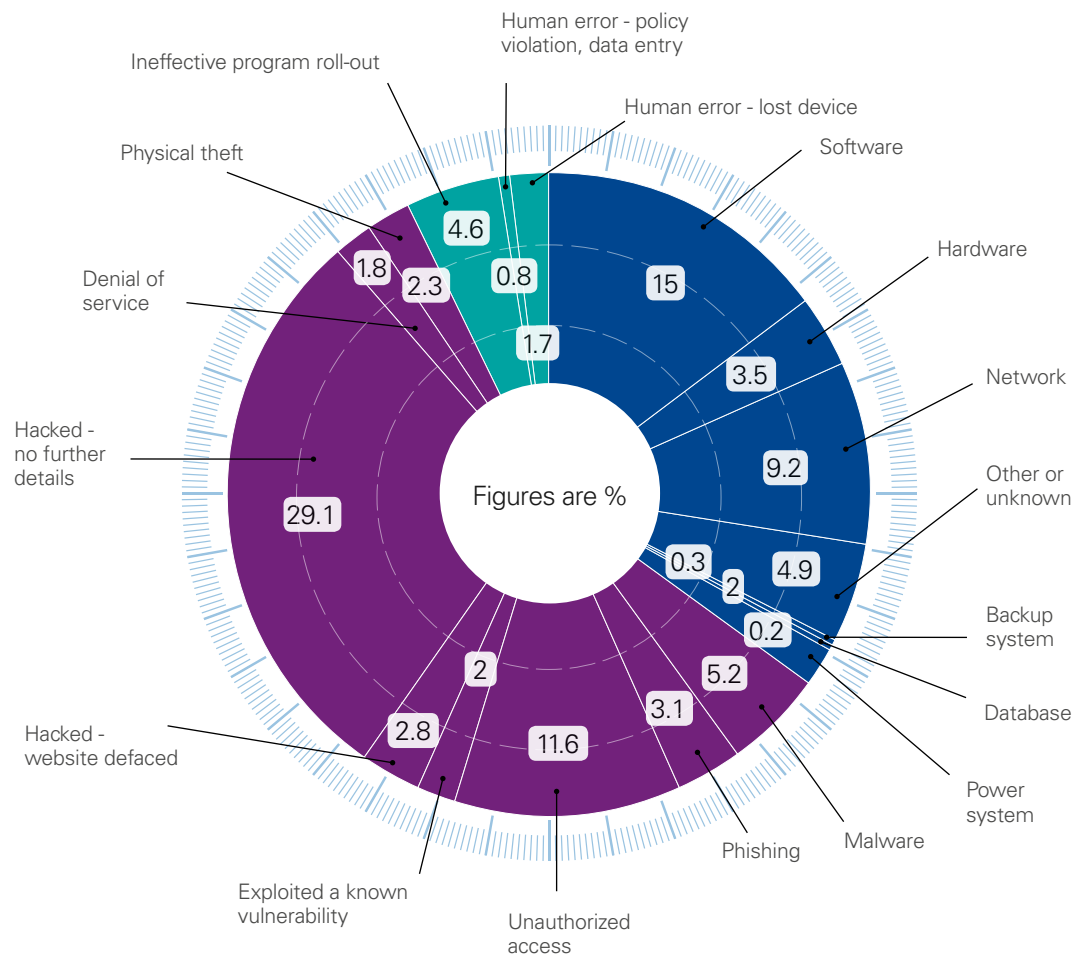 Human error - policy
violation, data entry
Ineffective program roll-out
Human error - lost device
Software
Physical theft
Hardware
Denial of
service
Network
Hacked -
no further
details
Other or
unknown
Backup
system
Database
Power
system
Malware
Phishing
Unauthorized
access
Exploited a known
vulnerability
Hacked -
website defaced
4.6
0.8
1.7
15
3.5
9.2
4.9
0.3
2
0.2
5.2
3.1
11.6
2
2.8
29.1
1.8
2.3
Figures are %